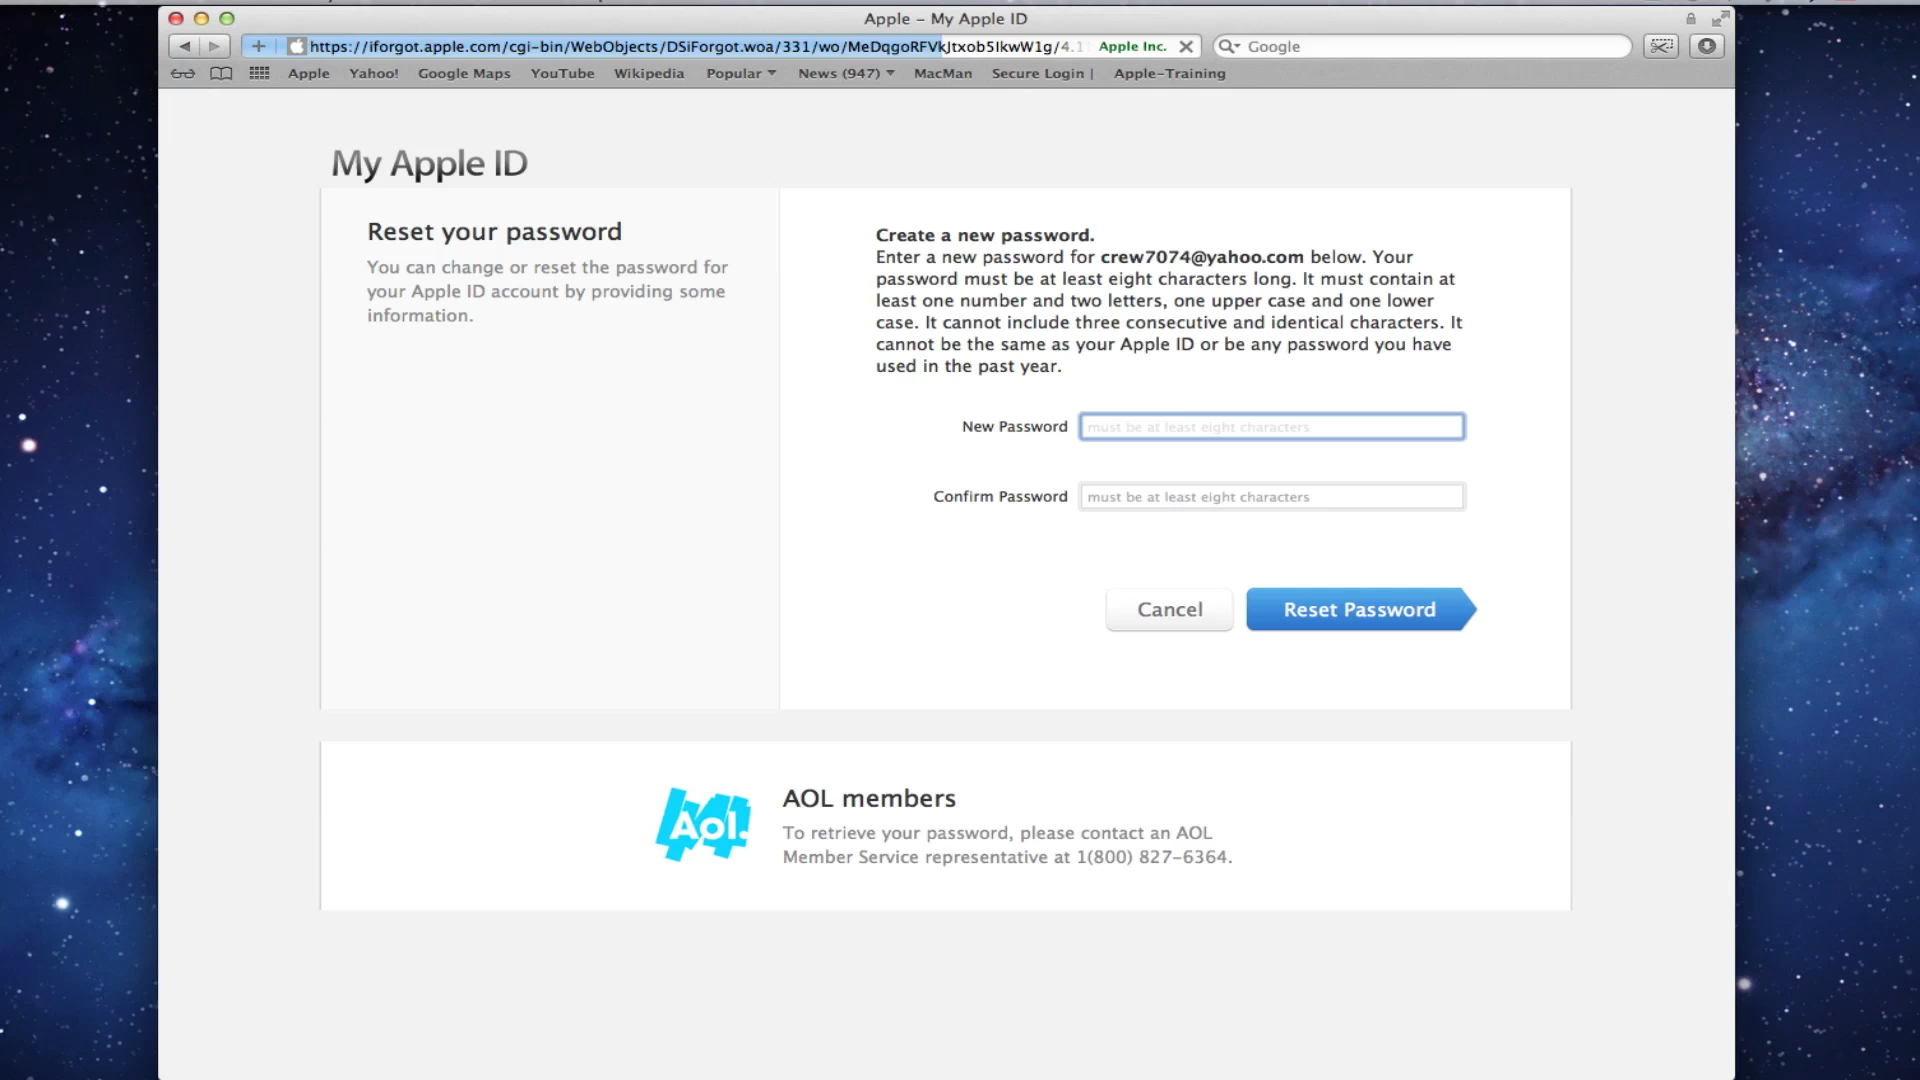 Apple – My Apple ID
https://iforgot.apple.com/cgi-bin/WebObjects/DSiForgot.woa/331/wo/MeDqgoRFVkJtxob5IkwW1g/4.1 Apple Inc. Google
Apple Yahoo! Google Maps YouTube Wikipedia Popular News (947) MacMan Secure Login | Apple-Training
My Apple ID
Reset your password
You can change or reset the password for
your Apple ID account by providing some
information.
Create a new password.
Enter a new password for crew7074@yahoo.com below. Your
password must be at least eight characters long. It must contain at
least one number and two letters, one upper case and one lower
case. It cannot include three consecutive and identical characters. It
cannot be the same as your Apple ID or be any password you have
used in the past year.
New Password must be at least eight characters
Confirm Password must be at least eight characters
Cancel Reset Password
Aol.
AOL members
To retrieve your password, please contact an AOL
Member Service representative at 1(800) 827-6364.